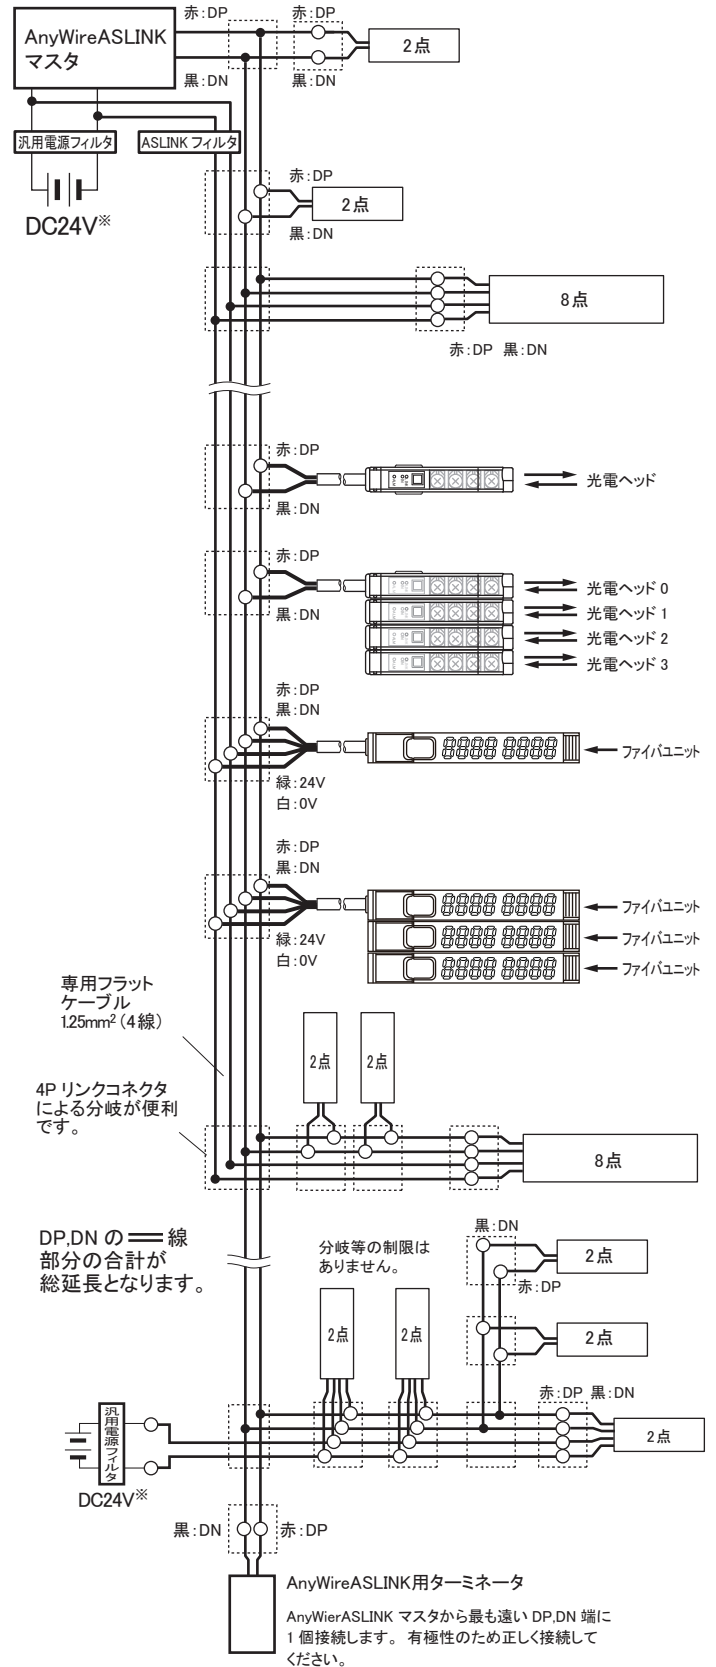 赤:DP
赤:DP
AnyWireASLINK
マスタ
2点
黒:DN
黒:DN
汎用電源フィルタ
ASLINK フィルタ
DC24V※
赤:DP
2点
黒:DN
8点
赤:DP 黒:DN
赤:DP
光電ヘッド
黒:DN
赤:DP
光電ヘッド 0
光電ヘッド 1
光電ヘッド 2
光電ヘッド 3
黒:DN
赤:DP
黒:DN
ファイバユニット
緑:24V
白:0V
赤:DP
黒:DN
ファイバユニット
ファイバユニット
ファイバユニット
緑:24V
白:0V
専用フラット
ケーブル
1.25mm²(4線)
2点
2点
4P リンクコネクタ
による分岐が便利
です。
8点
DP,DN の 線
部分の合計が
総延長となります。
分岐等の制限は
ありません。
黒:DN
2点
赤:DP
2点
2点
2点
赤:DP 黒:DN
2点
汎用電源フィルタ
DC24V※
黒:DN
赤:DP
AnyWireASLINK用ターミネータ
AnyWierASLINK マスタから最も遠い DP,DN 端に
1 個接続します。 有極性のため正しく接続して
ください。